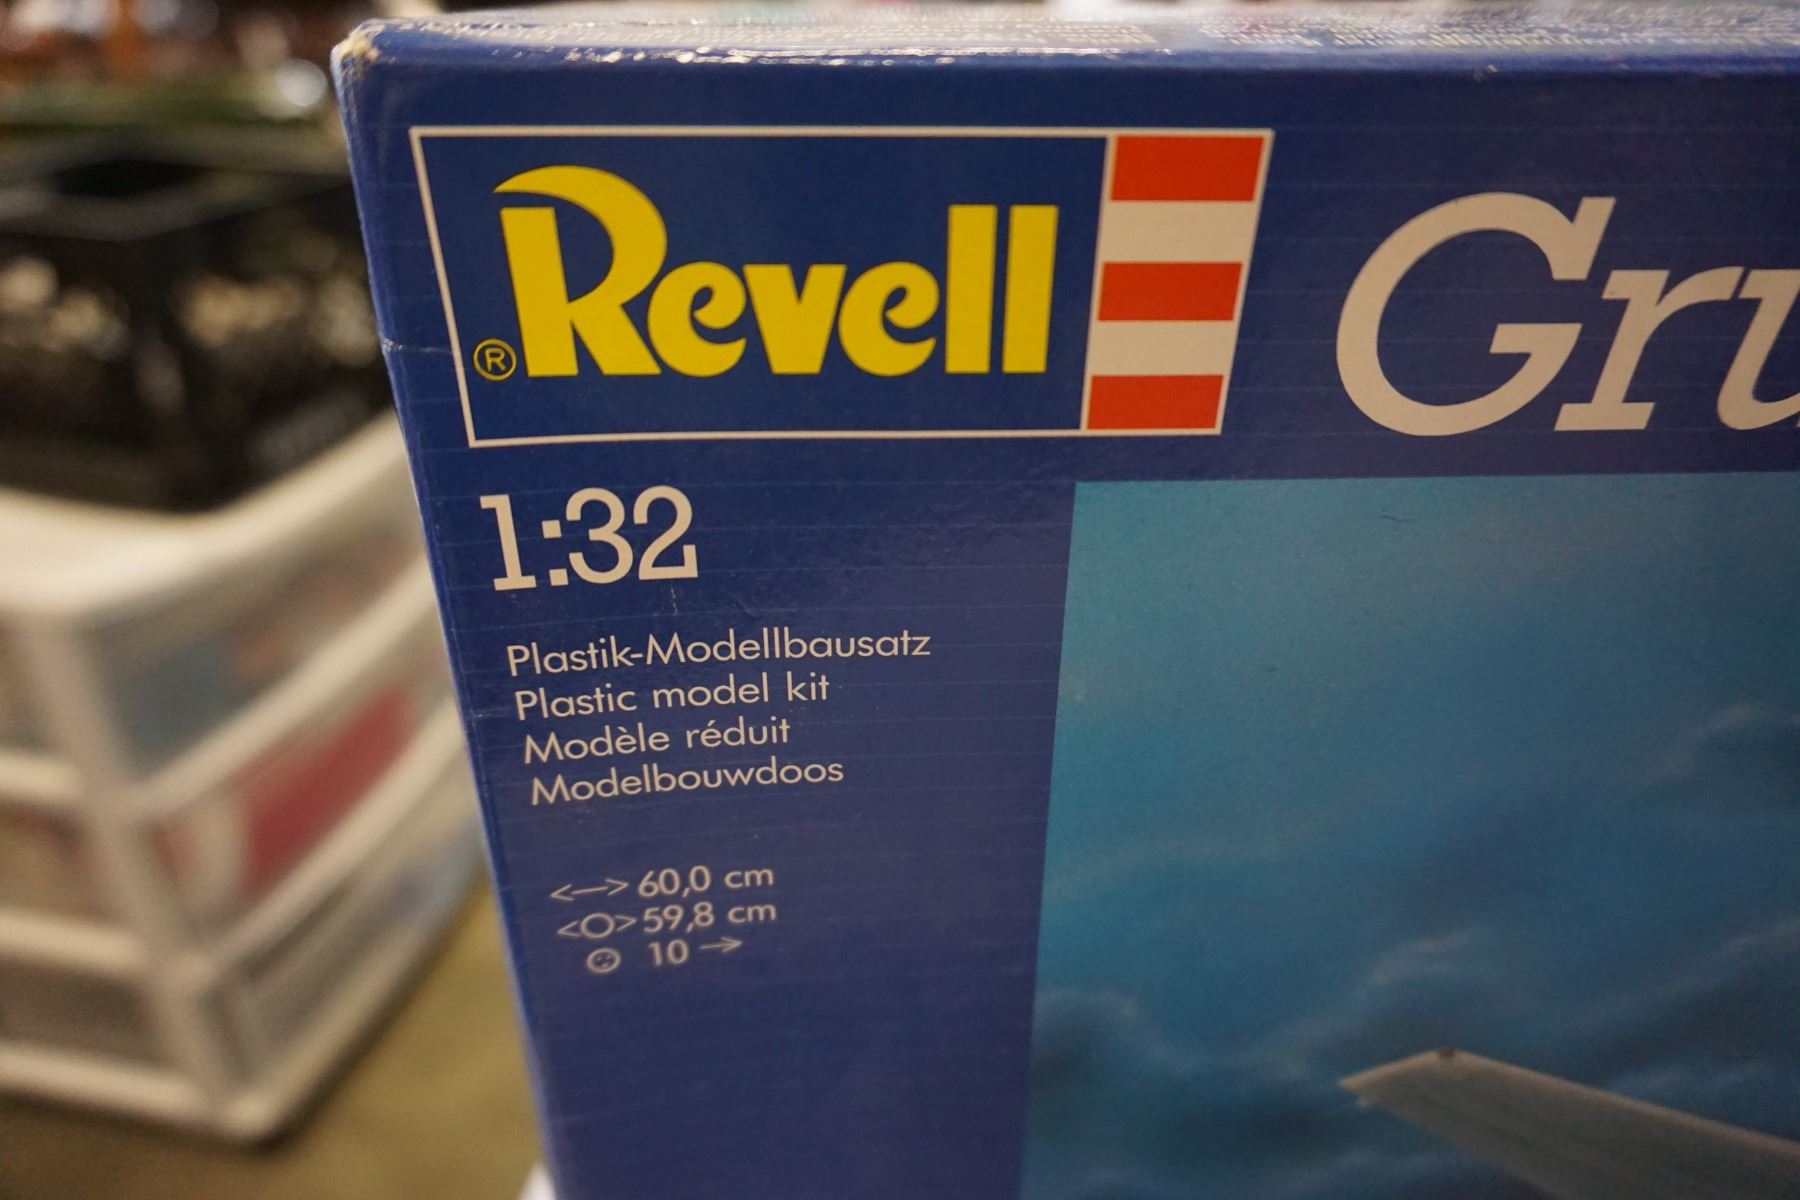 ® Revell
Gru
1:32
Plastik-Modellbausatz
Plastic model kit
Modèle réduit
Modelbouwdoos
<—> 60,0 cm
<O> 59,8 cm
10 →